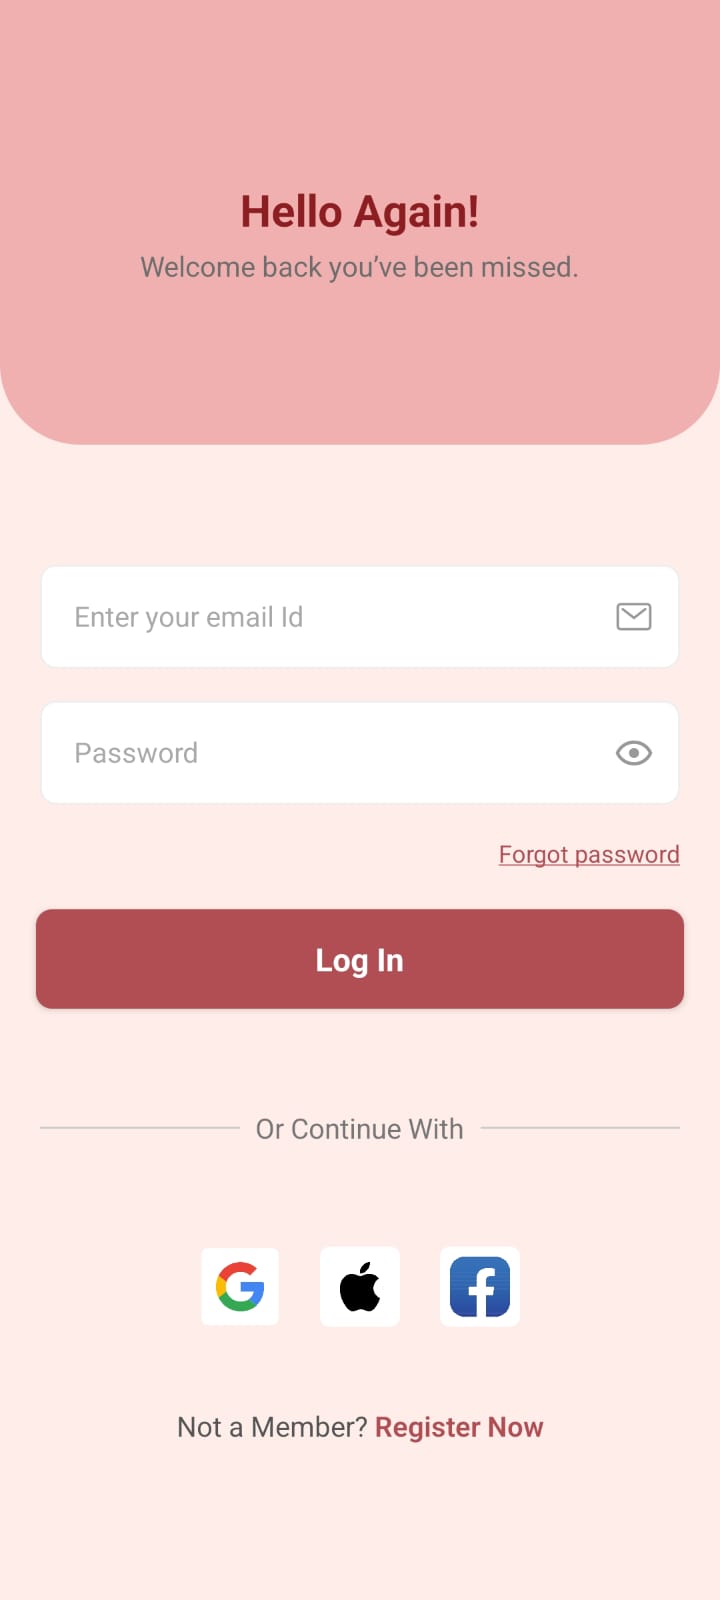 Hello Again!
Welcome back you’ve been missed.
Enter your email Id
Password
Forgot password
Log In
Or Continue With
Not a Member? Register Now